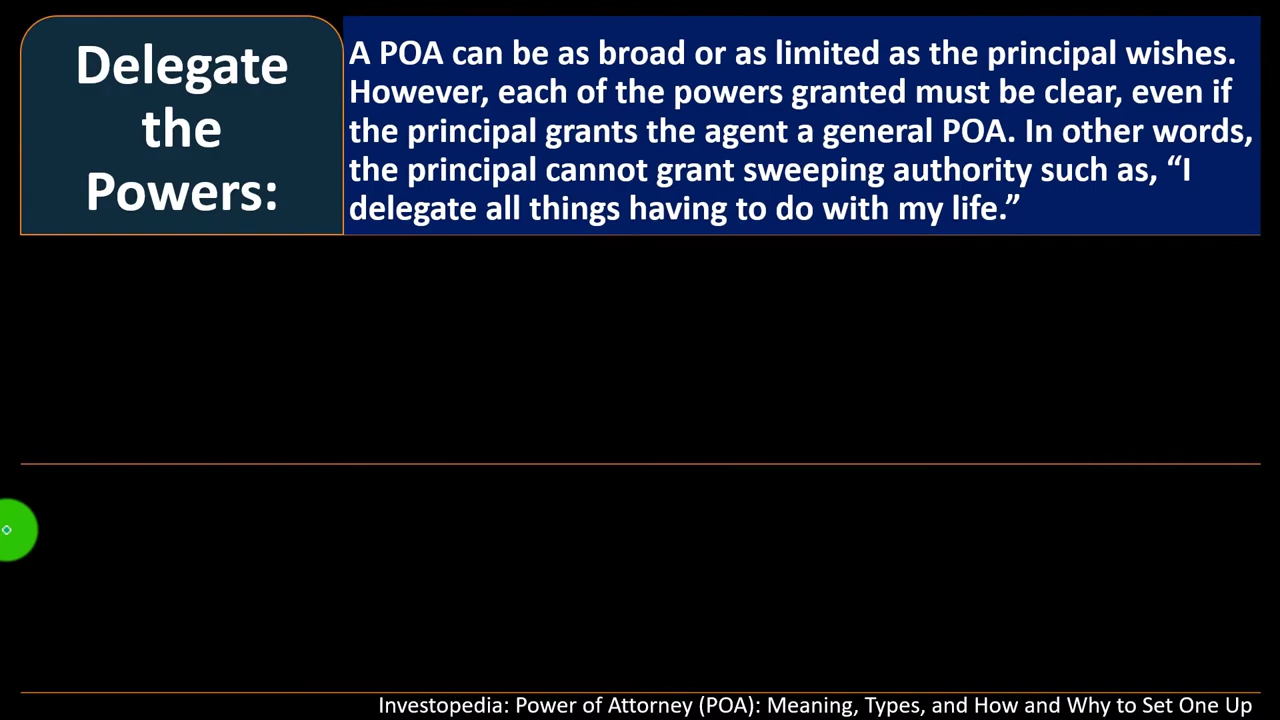 Delegate
the
Powers:
A POA can be as broad or as limited as the principal wishes.
However, each of the powers granted must be clear, even if
the principal grants the agent a general POA. In other words,
the principal cannot grant sweeping authority such as, “I
delegate all things having to do with my life.”
Investopedia: Power of Attorney (POA): Meaning, Types, and How and Why to Set One Up